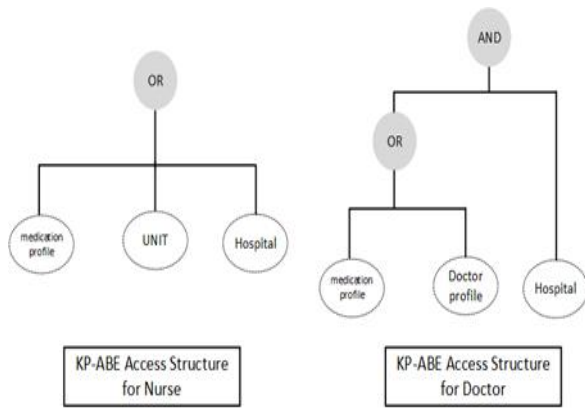 OR
medication
profile
UNIT
Hospital
KP-ABE Access Structure
for Nurse
AND
OR
medication
profile
Doctor
profile
Hospital
KP-ABE Access Structure
for Doctor